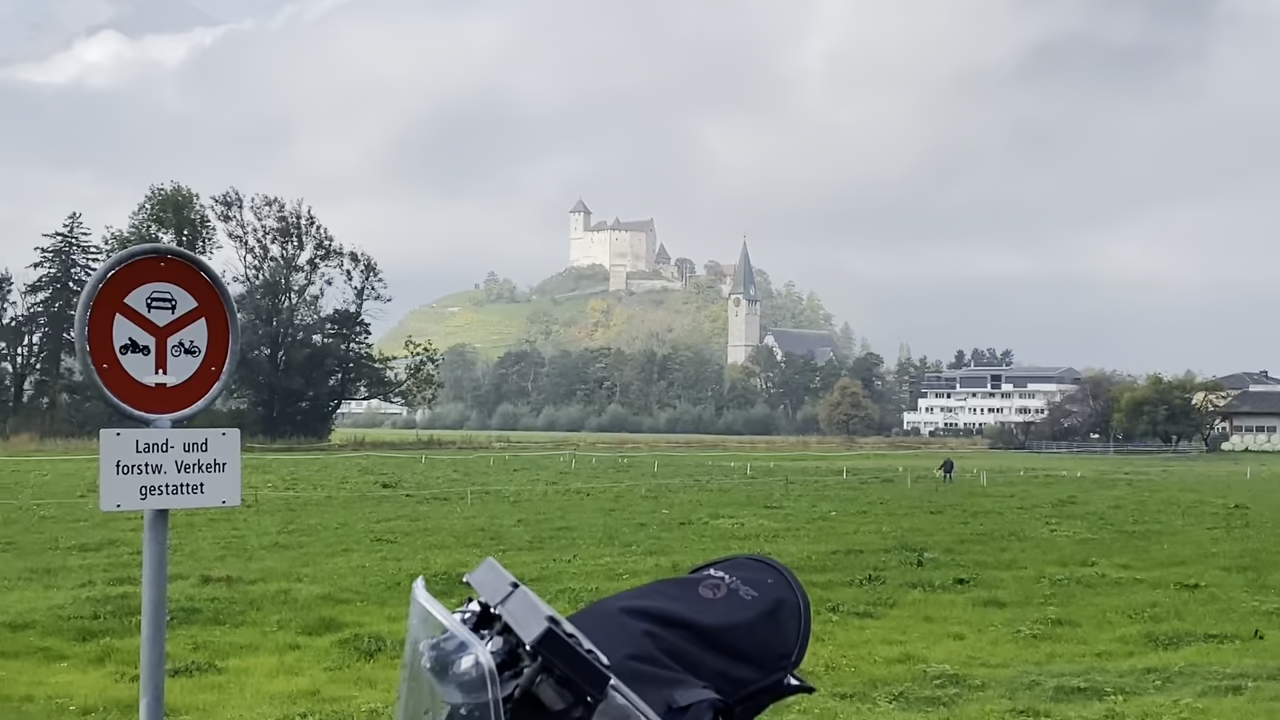 Land- und
forstw. Verkehr
gestattet